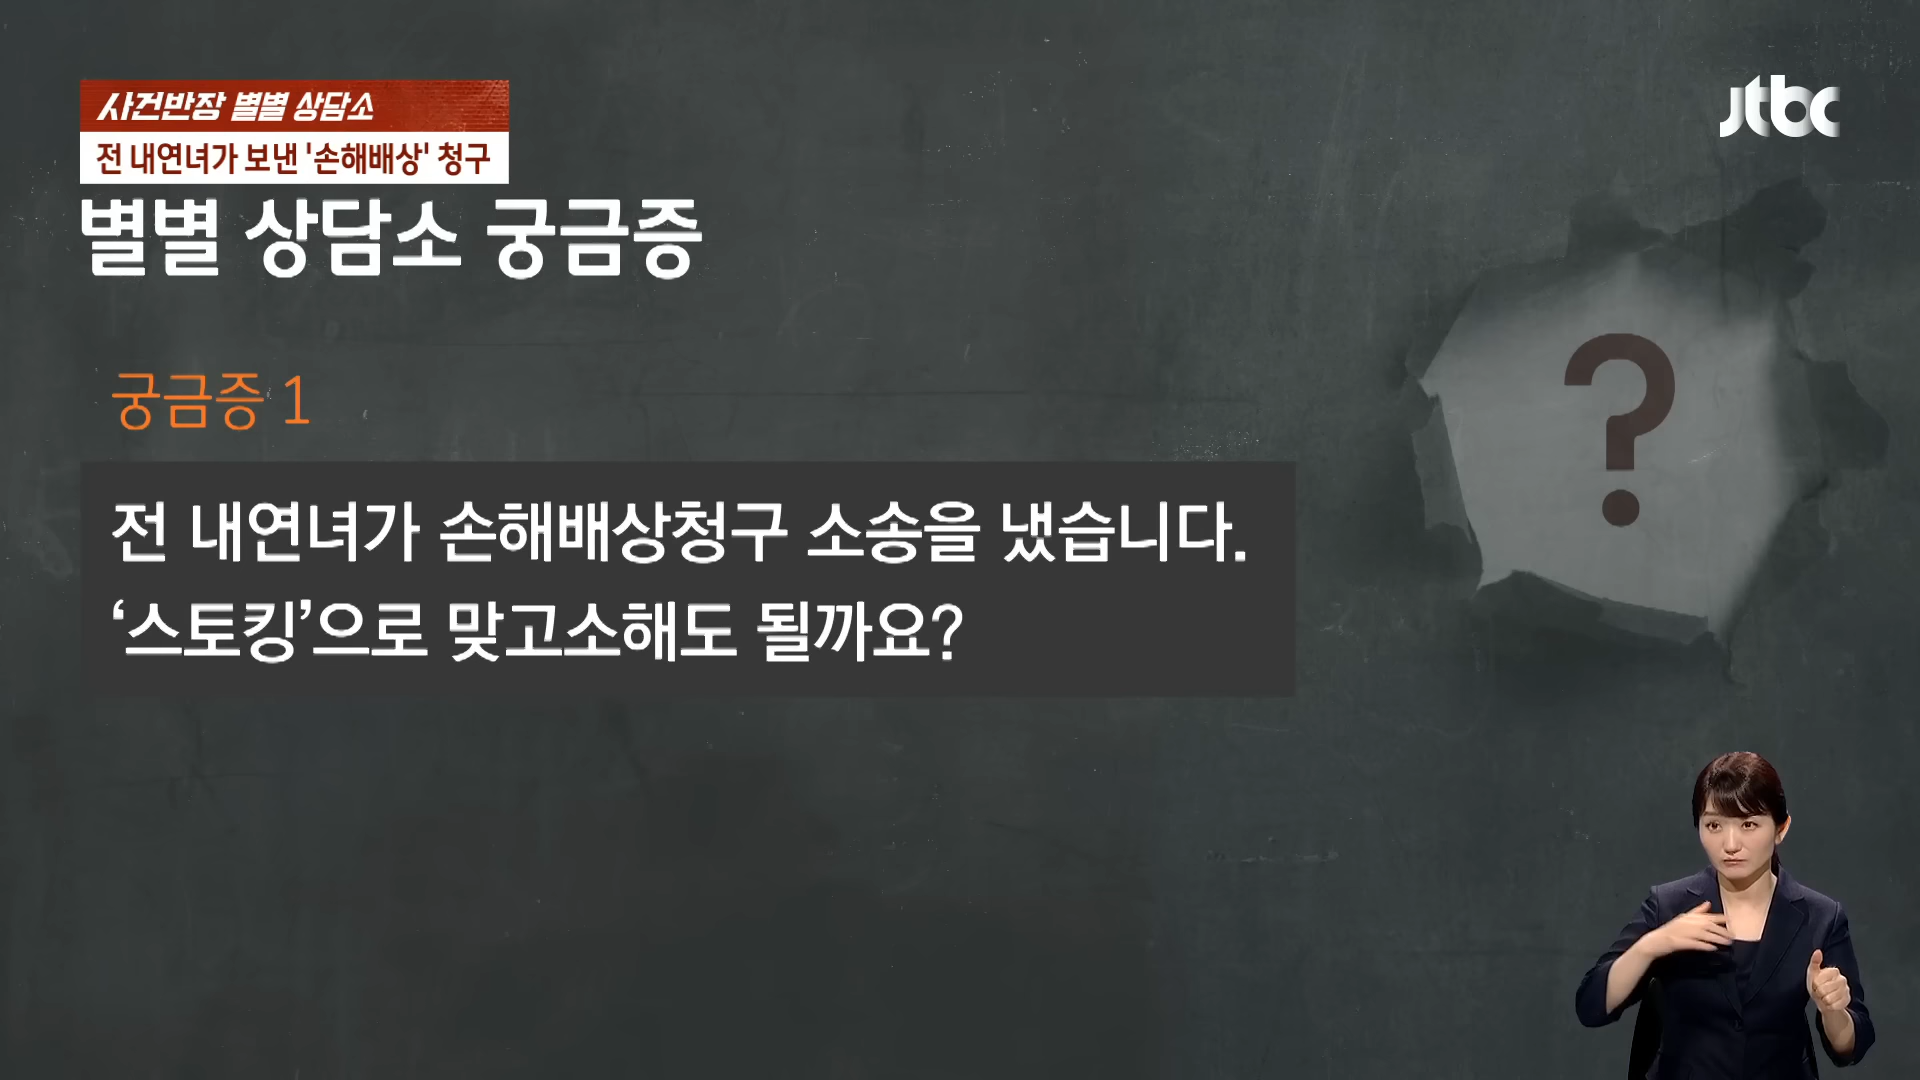 사건반장 별별 상담소
전 내연녀가 보낸 '손해배상' 청구
jtbc
별별 상담소 궁금증
궁금증 1
전 내연녀가 손해배상청구 소송을 냈습니다.
‘스토킹’으로 맞고소해도 될까요?
?